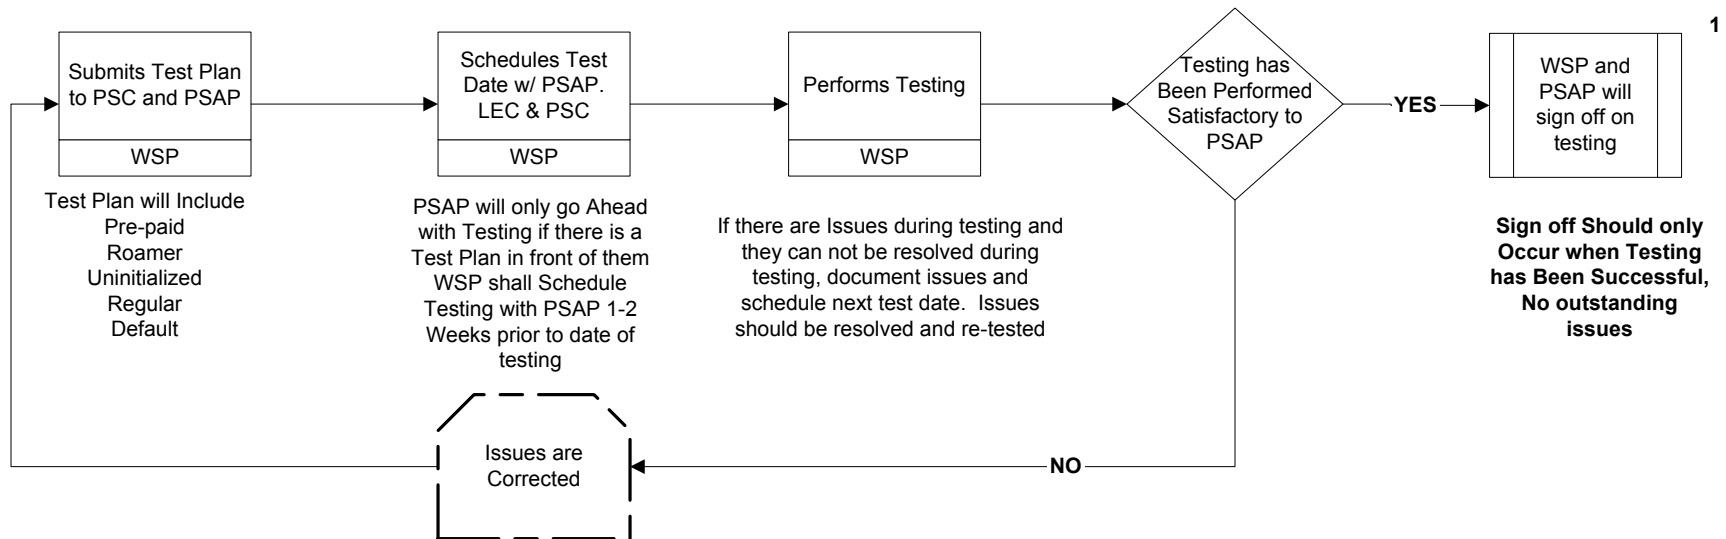 1
Submits Test Plan
to PSC and PSAP
WSP
Test Plan will Include
Pre-paid
Roamer
Uninitialized
Regular
Default
Schedules Test
Date w/ PSAP.
LEC & PSC
WSP
PSAP will only go Ahead
with Testing if there is a
Test Plan in front of them
WSP shall Schedule
Testing with PSAP 1-2
Weeks prior to date of
testing
Performs Testing
WSP
If there are Issues during testing and
they can not be resolved during
testing, document issues and
schedule next test date.  Issues
should be resolved and re-tested
Testing has
Been Performed
Satisfactory to
PSAP
YES
WSP and
PSAP will
sign off on
testing
Sign off Should only
Occur when Testing
has Been Successful,
No outstanding
issues
NO
Issues are
Corrected